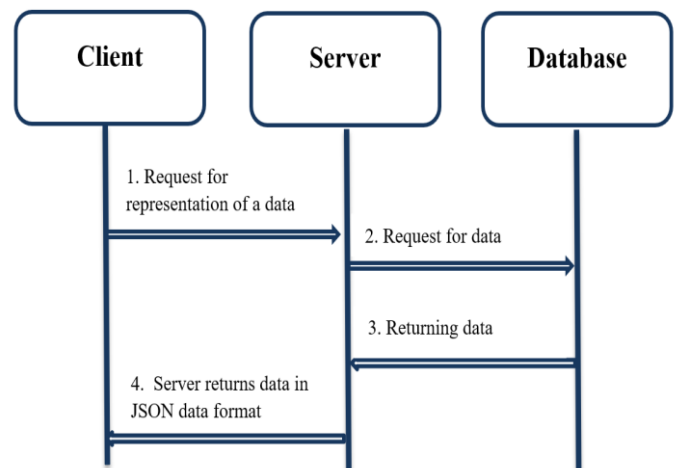 Client
Server
Database
1. Request for
representation of a data
2. Request for data
3. Returning data
4. Server returns data in
JSON data format